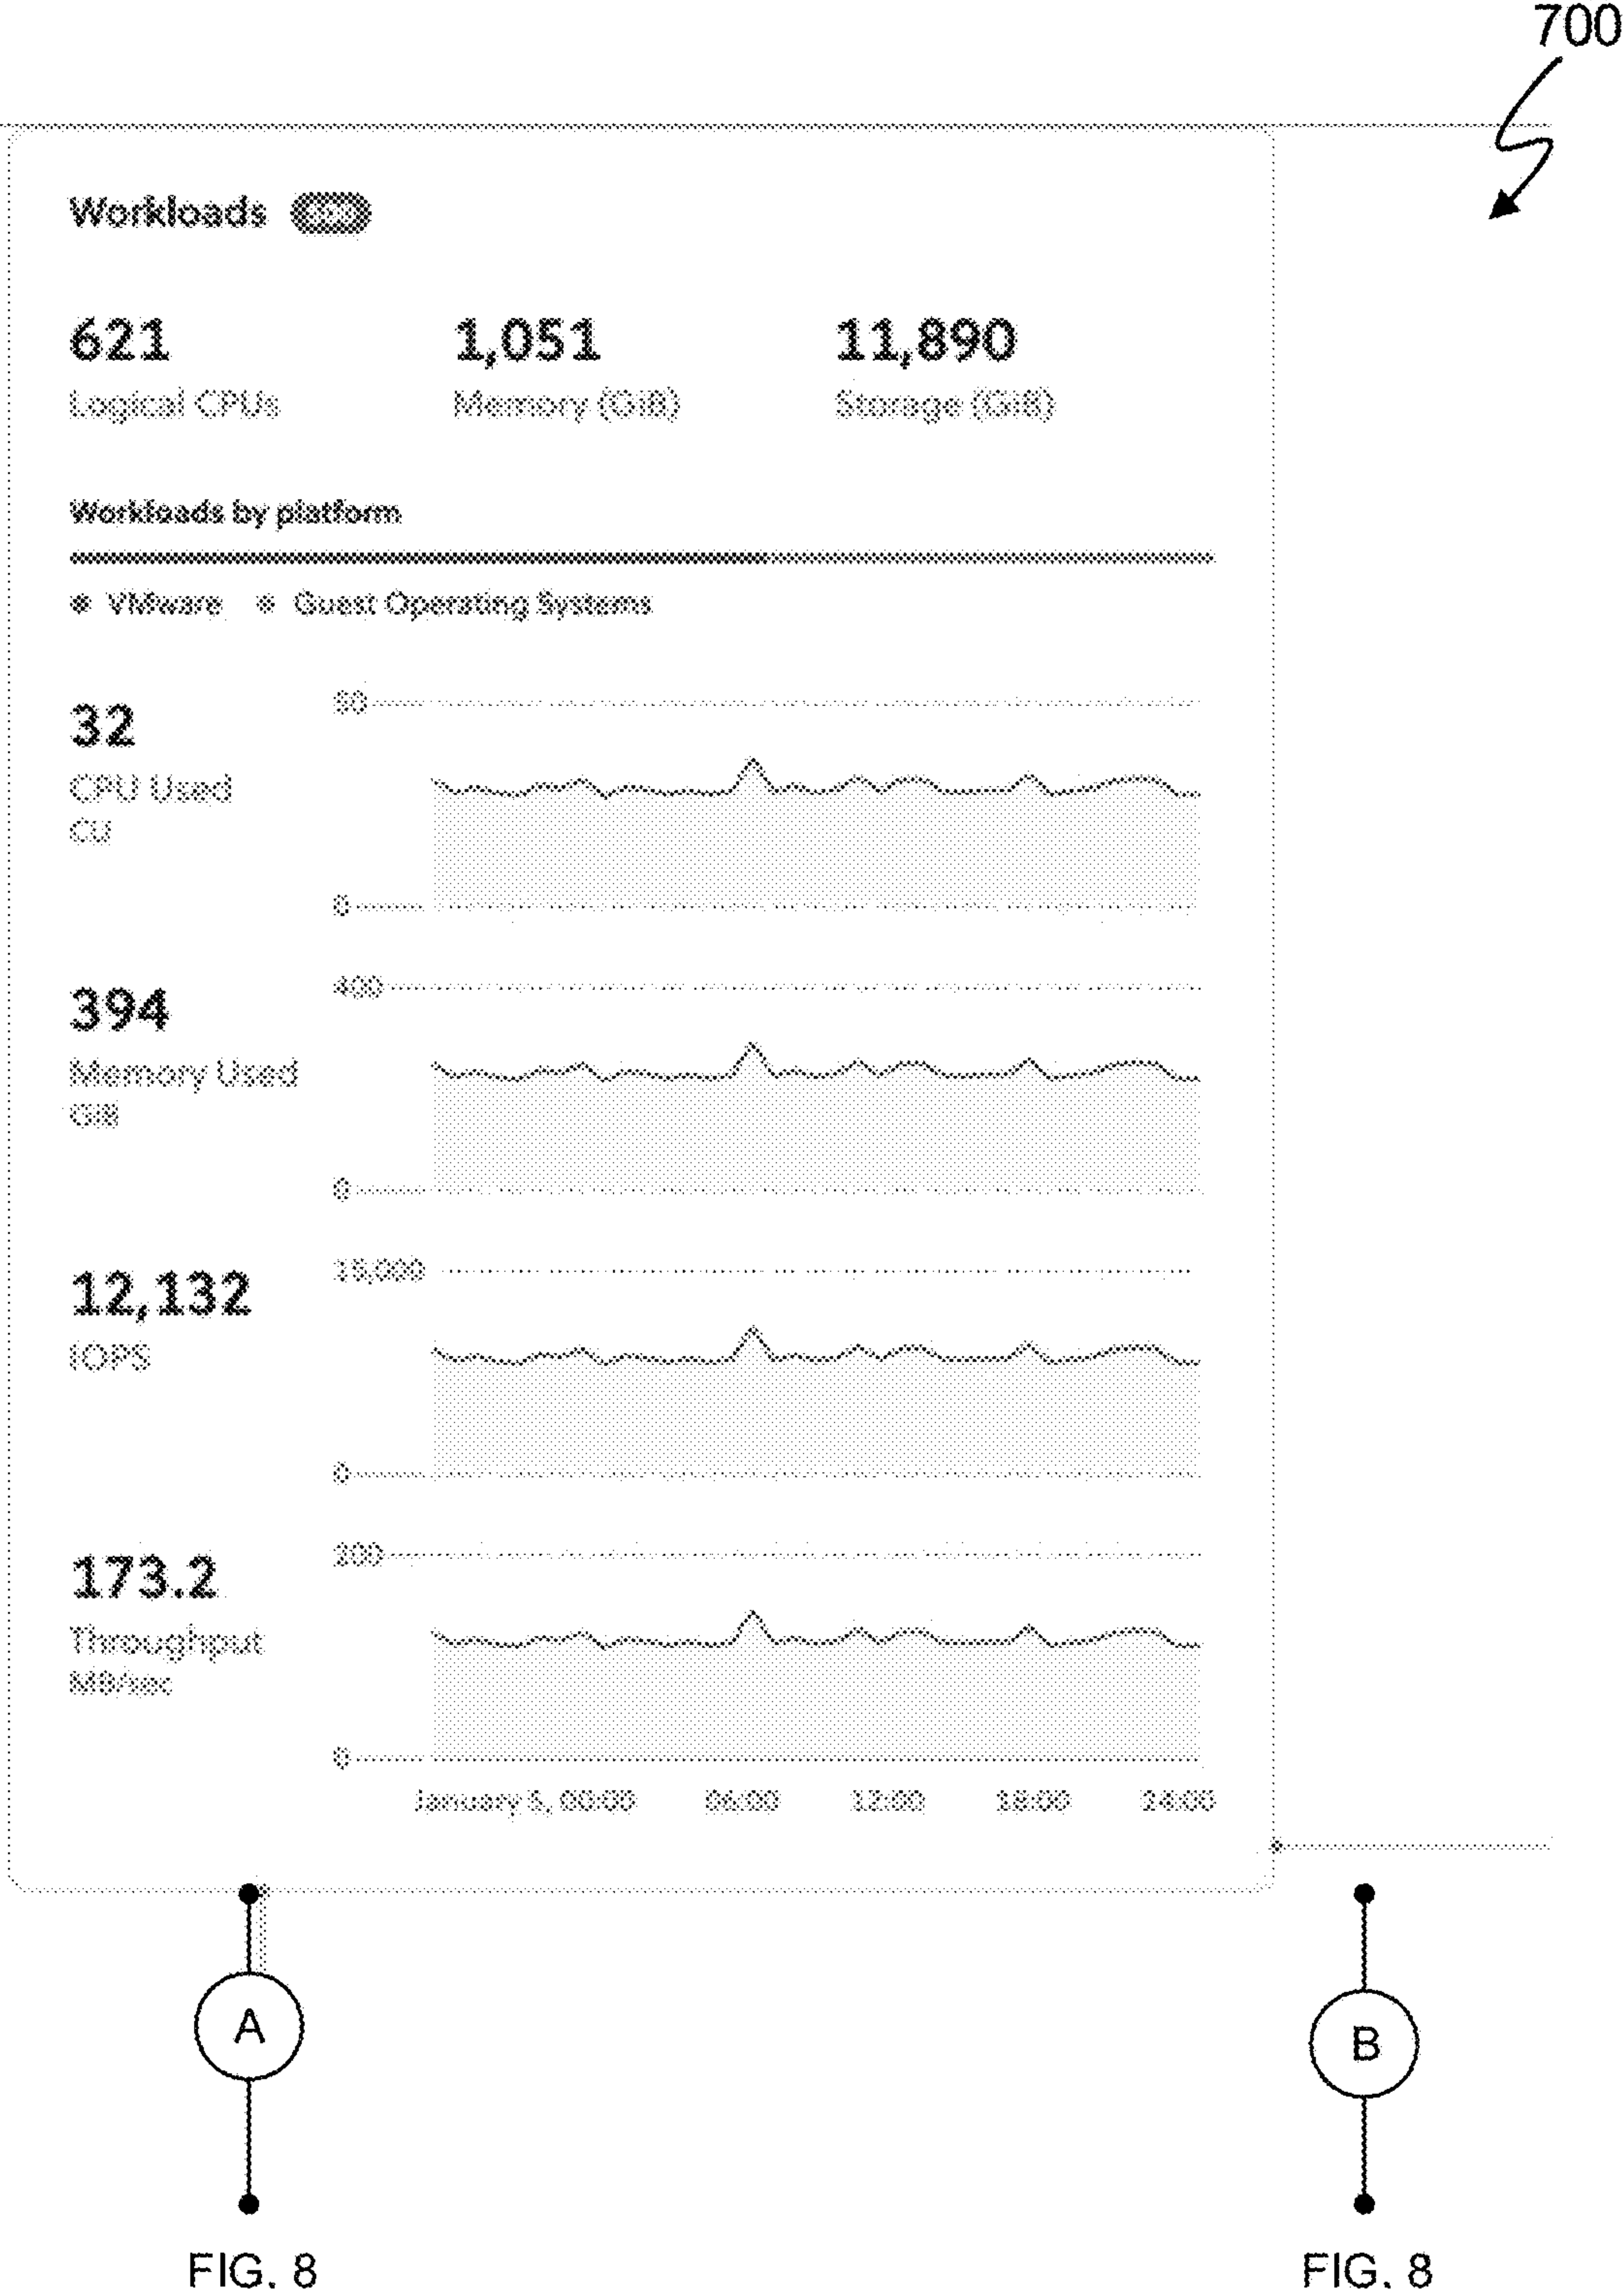 700
Workloads
621 1,051 11,890
Logical CPUs Memory (GiB) Storage (GiB)
Workloads by platform
VMware Guest Operating Systems
32
CPU Used
CU
0
394
400
Memory Used
GiB
0
12,132
15,000
IOPS
0
173.2
200
Throughput
MB/sec
0
January 5, 00:00 06:00 12:00 18:00 24:00
A B
FIG. 8 FIG. 8